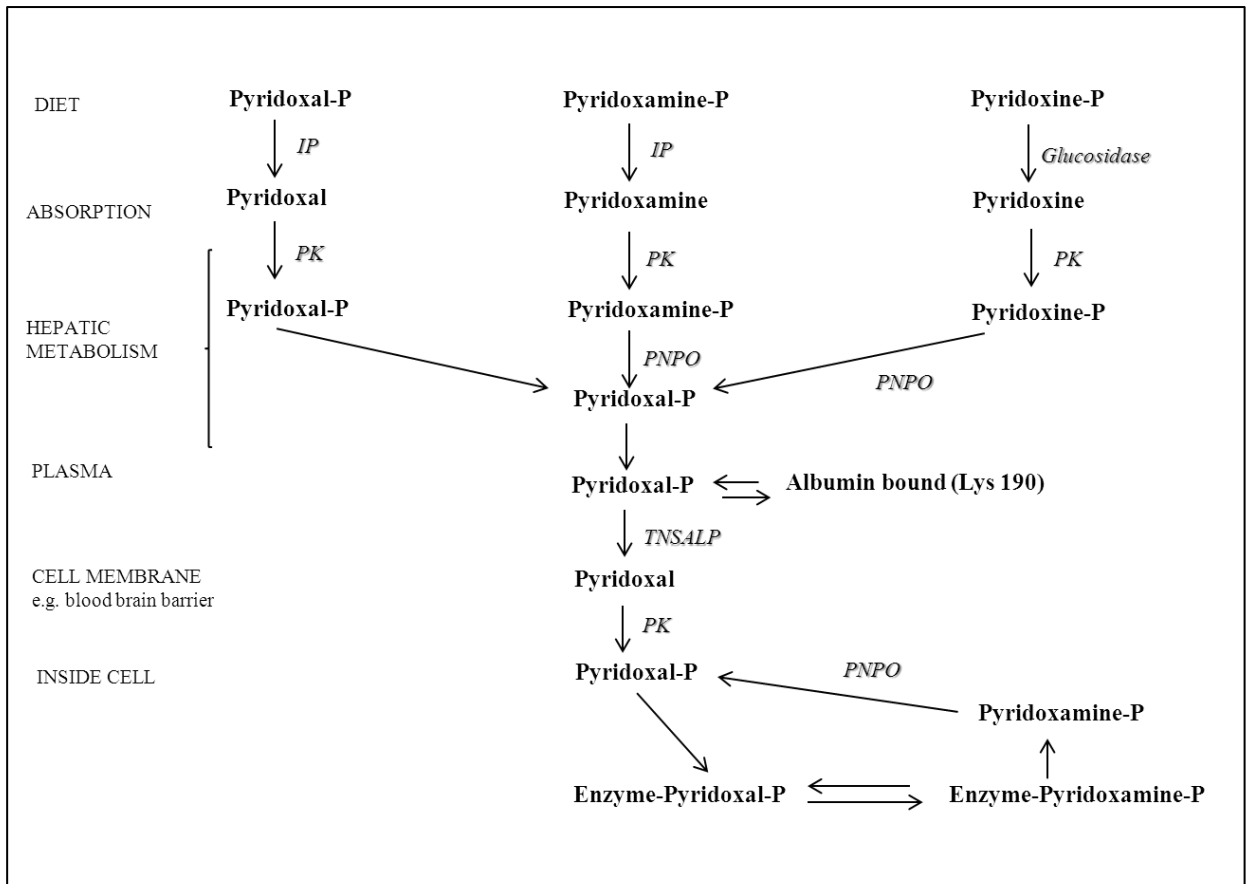 DIET
Pyridoxal-P
Pyridoxamine-P
Pyridoxine-P
IP
IP
Glucosidase
ABSORPTION
Pyridoxal
Pyridoxamine
Pyridoxine
PK
PK
PK
HEPATIC
METABOLISM
Pyridoxal-P
Pyridoxamine-P
Pyridoxine-P
PNPO
PNPO
Pyridoxal-P
PLASMA
Pyridoxal-P
Albumin bound (Lys 190)
TNSALP
CELL MEMBRANE
e.g. blood brain barrier
Pyridoxal
PK
INSIDE CELL
Pyridoxal-P
PNPO
Pyridoxamine-P
Enzyme-Pyridoxal-P
Enzyme-Pyridoxamine-P